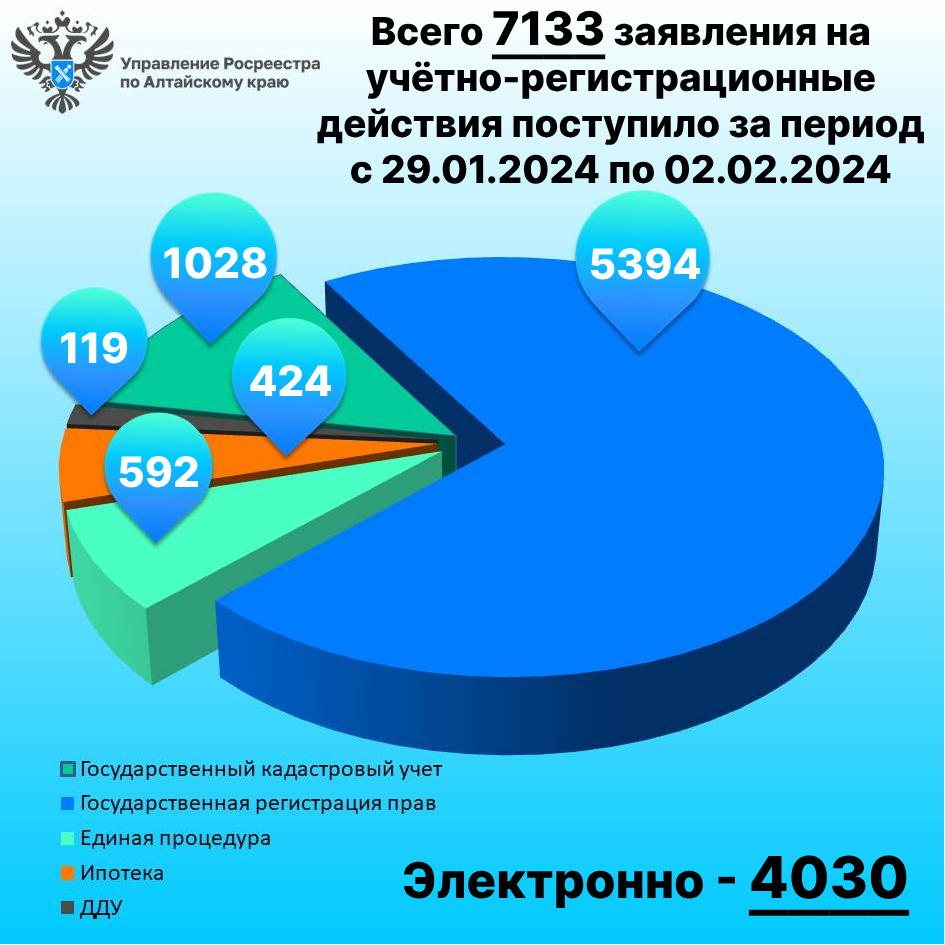 Управление Росреестра
по Алтайскому краю
Всего 7133 заявления на
учётно-регистрационные
действия поступило за период
с 29.01.2024 по 02.02.2024
1028
5394
119
424
592
Государственный кадастровый учет
Государственная регистрация прав
Единая процедура
Ипотека
ДДУ
Электронно - 4030